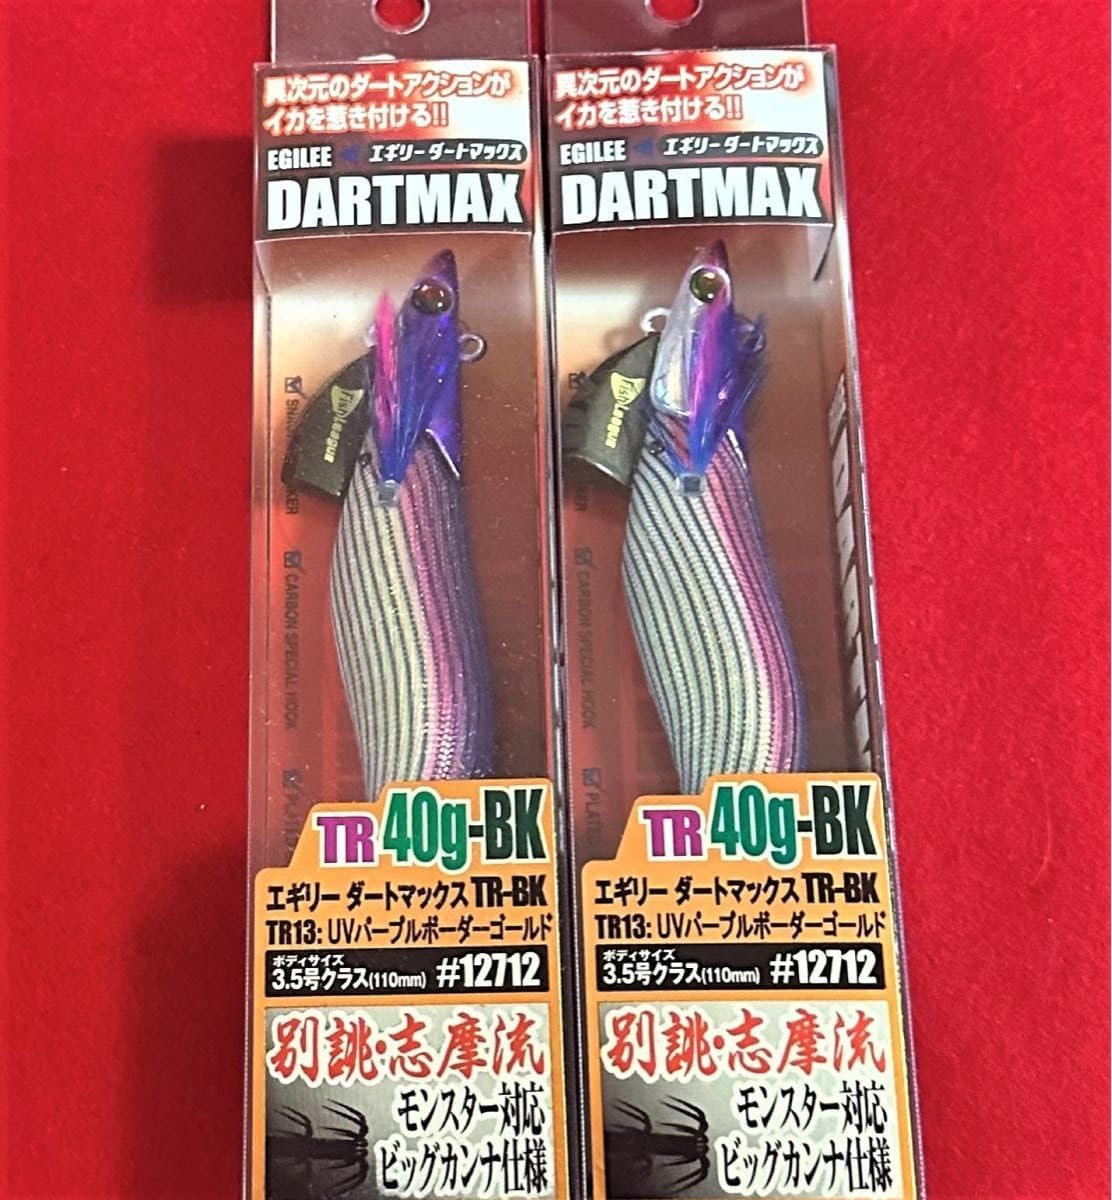 異次元のダートアクションが
イカを惹き付ける!!
EGILEE エギリーダートマックス
DARTMAX
FishLeague
CARBON SPECIAL HOOK
PLATED
TR 40g-BK
エギリー ダートマックス TR-BK
TR13: UVパープルボーダーゴールド
ボディサイズ
3.5号クラス(110mm) #12712
別誂・志摩流
モンスター対応
ビッグカンナ仕様
異次元のダートアクションが
イカを惹き付ける!!
EGILEE エギリーダートマックス
DARTMAX
FishLeague
CARBON SPECIAL HOOK
PLATED
TR 40g-BK
エギリー ダートマックス TR-BK
TR13: UVパープルボーダーゴールド
ボディサイズ
3.5号クラス(110mm) #12712
別誂・志摩流
モンスター対応
ビッグカンナ仕様